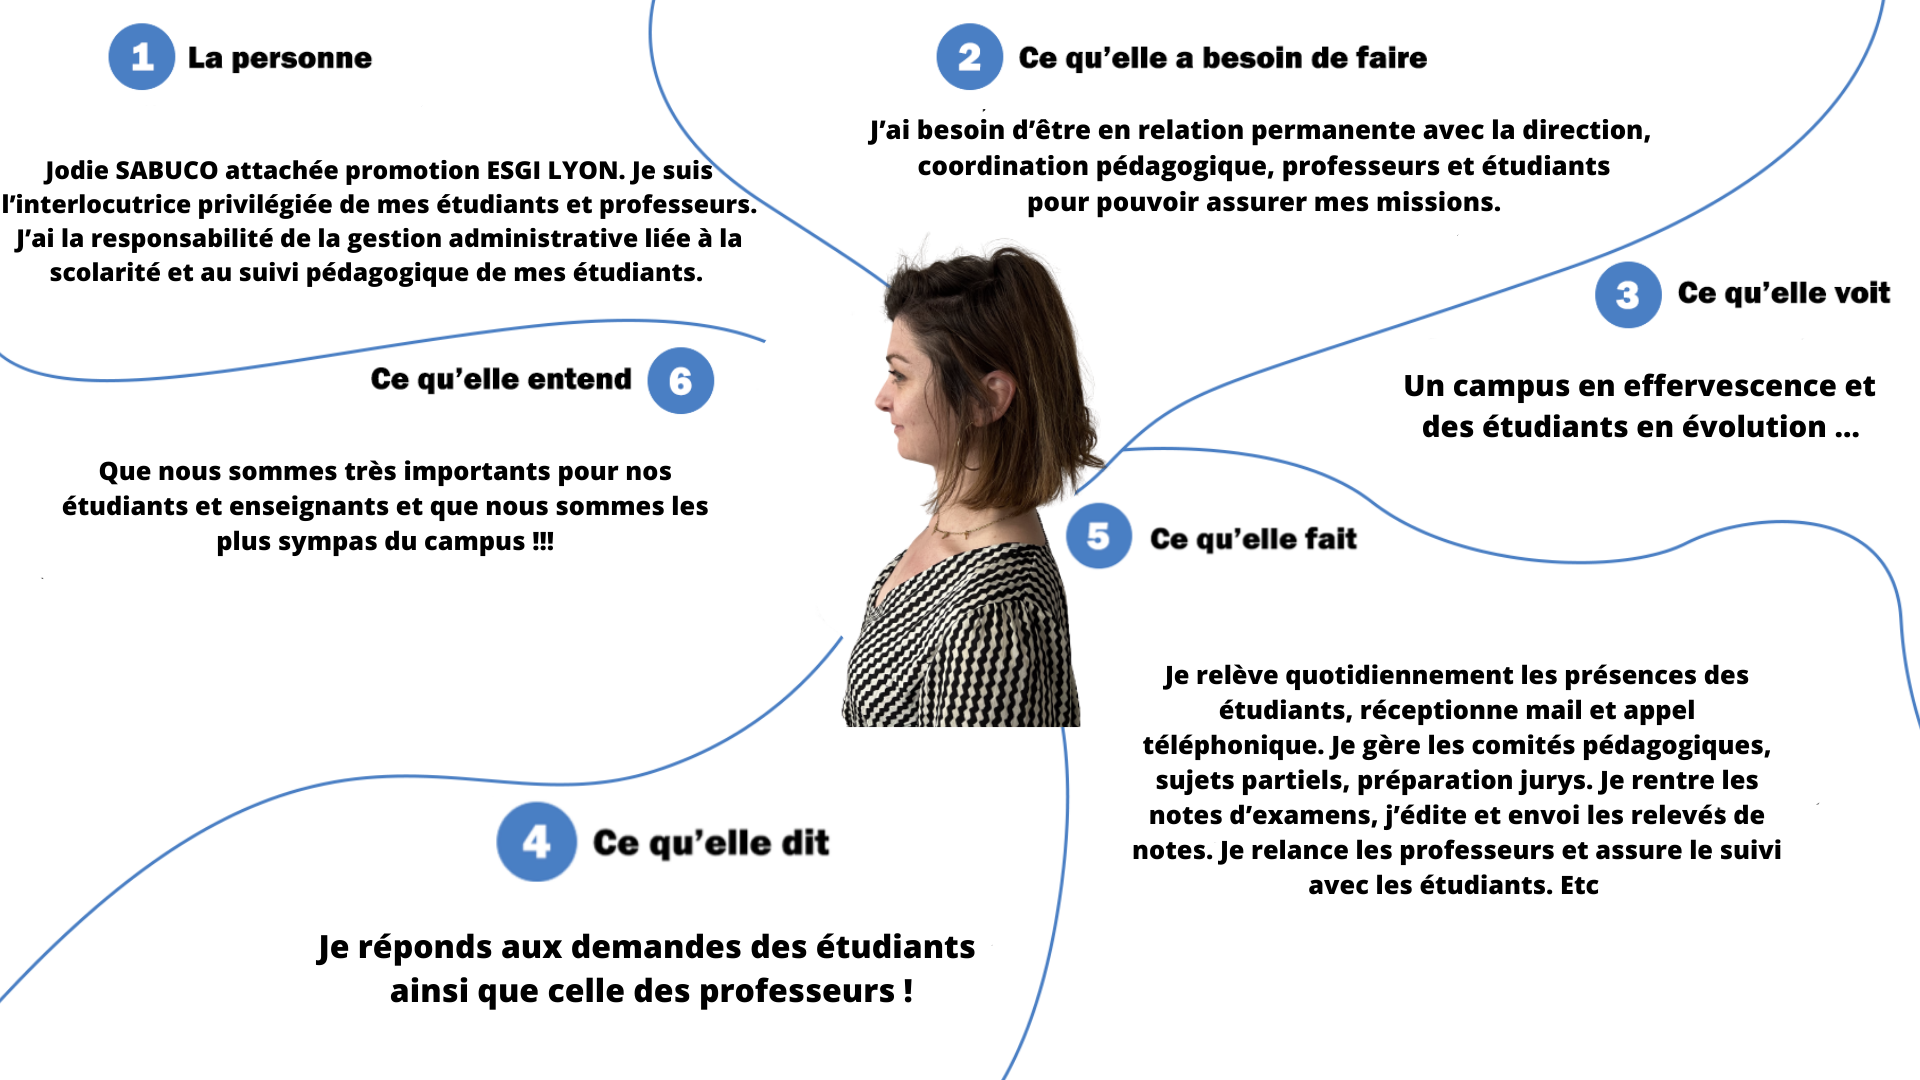 1 La personne
Jodie SABUCO attachée promotion ESGI LYON. Je suis
l’interlocutrice privilégiée de mes étudiants et professeurs.
J’ai la responsabilité de la gestion administrative liée à la
scolarité et au suivi pédagogique de mes étudiants.
2 Ce qu’elle a besoin de faire
J’ai besoin d’être en relation permanente avec la direction,
coordination pédagogique, professeurs et étudiants
pour pouvoir assurer mes missions.
3 Ce qu’elle voit
Un campus en effervescence et
des étudiants en évolution ...
Ce qu’elle entend 6
Que nous sommes très importants pour nos
étudiants et enseignants et que nous sommes les
plus sympas du campus !!!
5 Ce qu’elle fait
Je relève quotidiennement les présences des
étudiants, réceptionne mail et appel
téléphonique. Je gère les comités pédagogiques,
sujets partiels, préparation jurys. Je rentre les
notes d’examens, j’édite et envoi les relevés de
notes. Je relance les professeurs et assure le suivi
avec les étudiants. Etc
4 Ce qu’elle dit
Je réponds aux demandes des étudiants
ainsi que celle des professeurs !